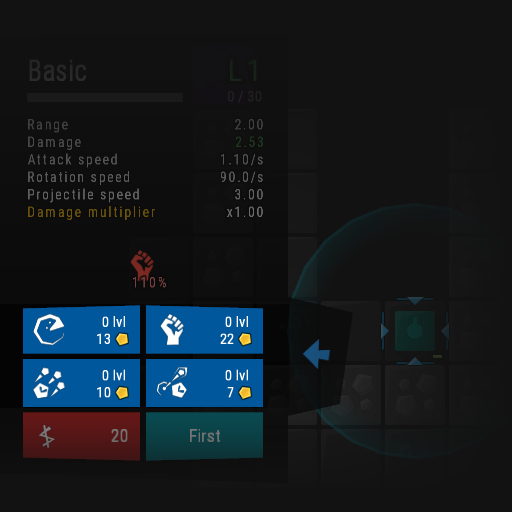 Basic
L 1
0 / 30
Range 2.00
Damage 2.53
Attack speed 1.10/s
Rotation speed 90.0/s
Projectile speed 3.00
Damage multiplier x1.00
110%
0 lvl
13
0 lvl
22
0 lvl
10
0 lvl
7
20
First